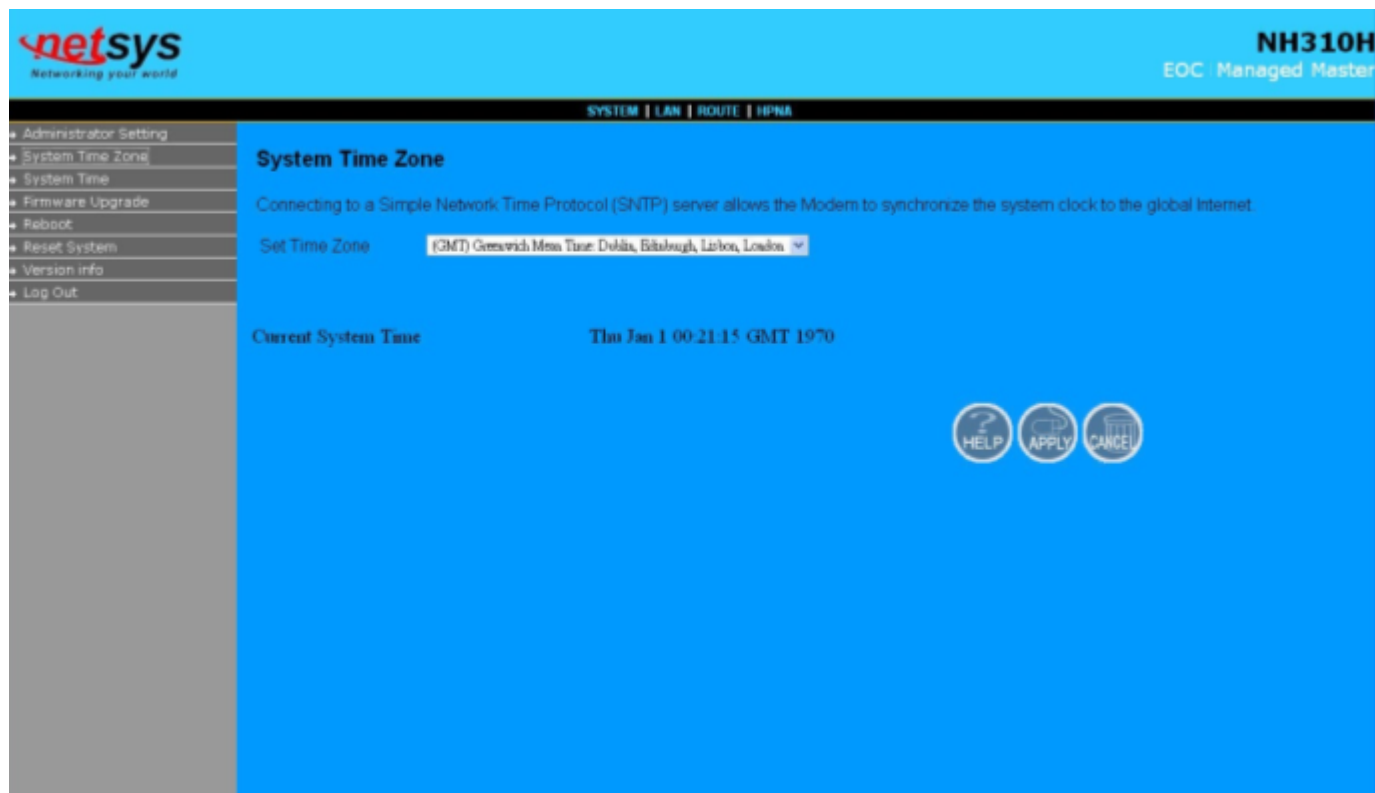 netsys
Networking your world
NH310H
EOC Managed Master
SYSTEM | LAN | ROUTE | HPNA
Administrator Setting
System Time Zone
System Time
Firmware Upgrade
Reboot
Reset System
Version info
Log Out
System Time Zone
Connecting to a Simple Network Time Protocol (SNTP) server allows the Modem to synchronize the system clock to the global Internet.
Set Time Zone (GMT) Greenwich Mean Time: Dublin, Edinburgh, Lisbon, London
Current System Time Thu Jan 1 00:21:15 GMT 1970
HELP APPLY CANCEL